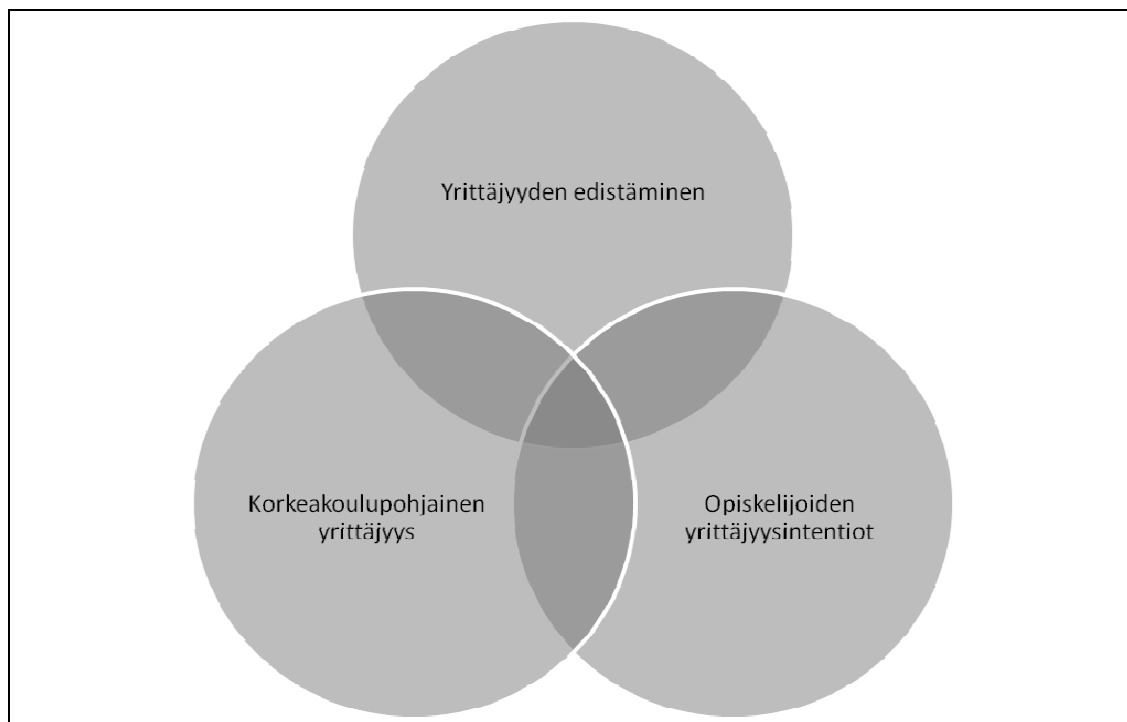 Yrittäjyyden edistäminen
Korkeakoulupohjainen
yrittäjyys
Opiskelijoiden
yrittäjyysintentiot